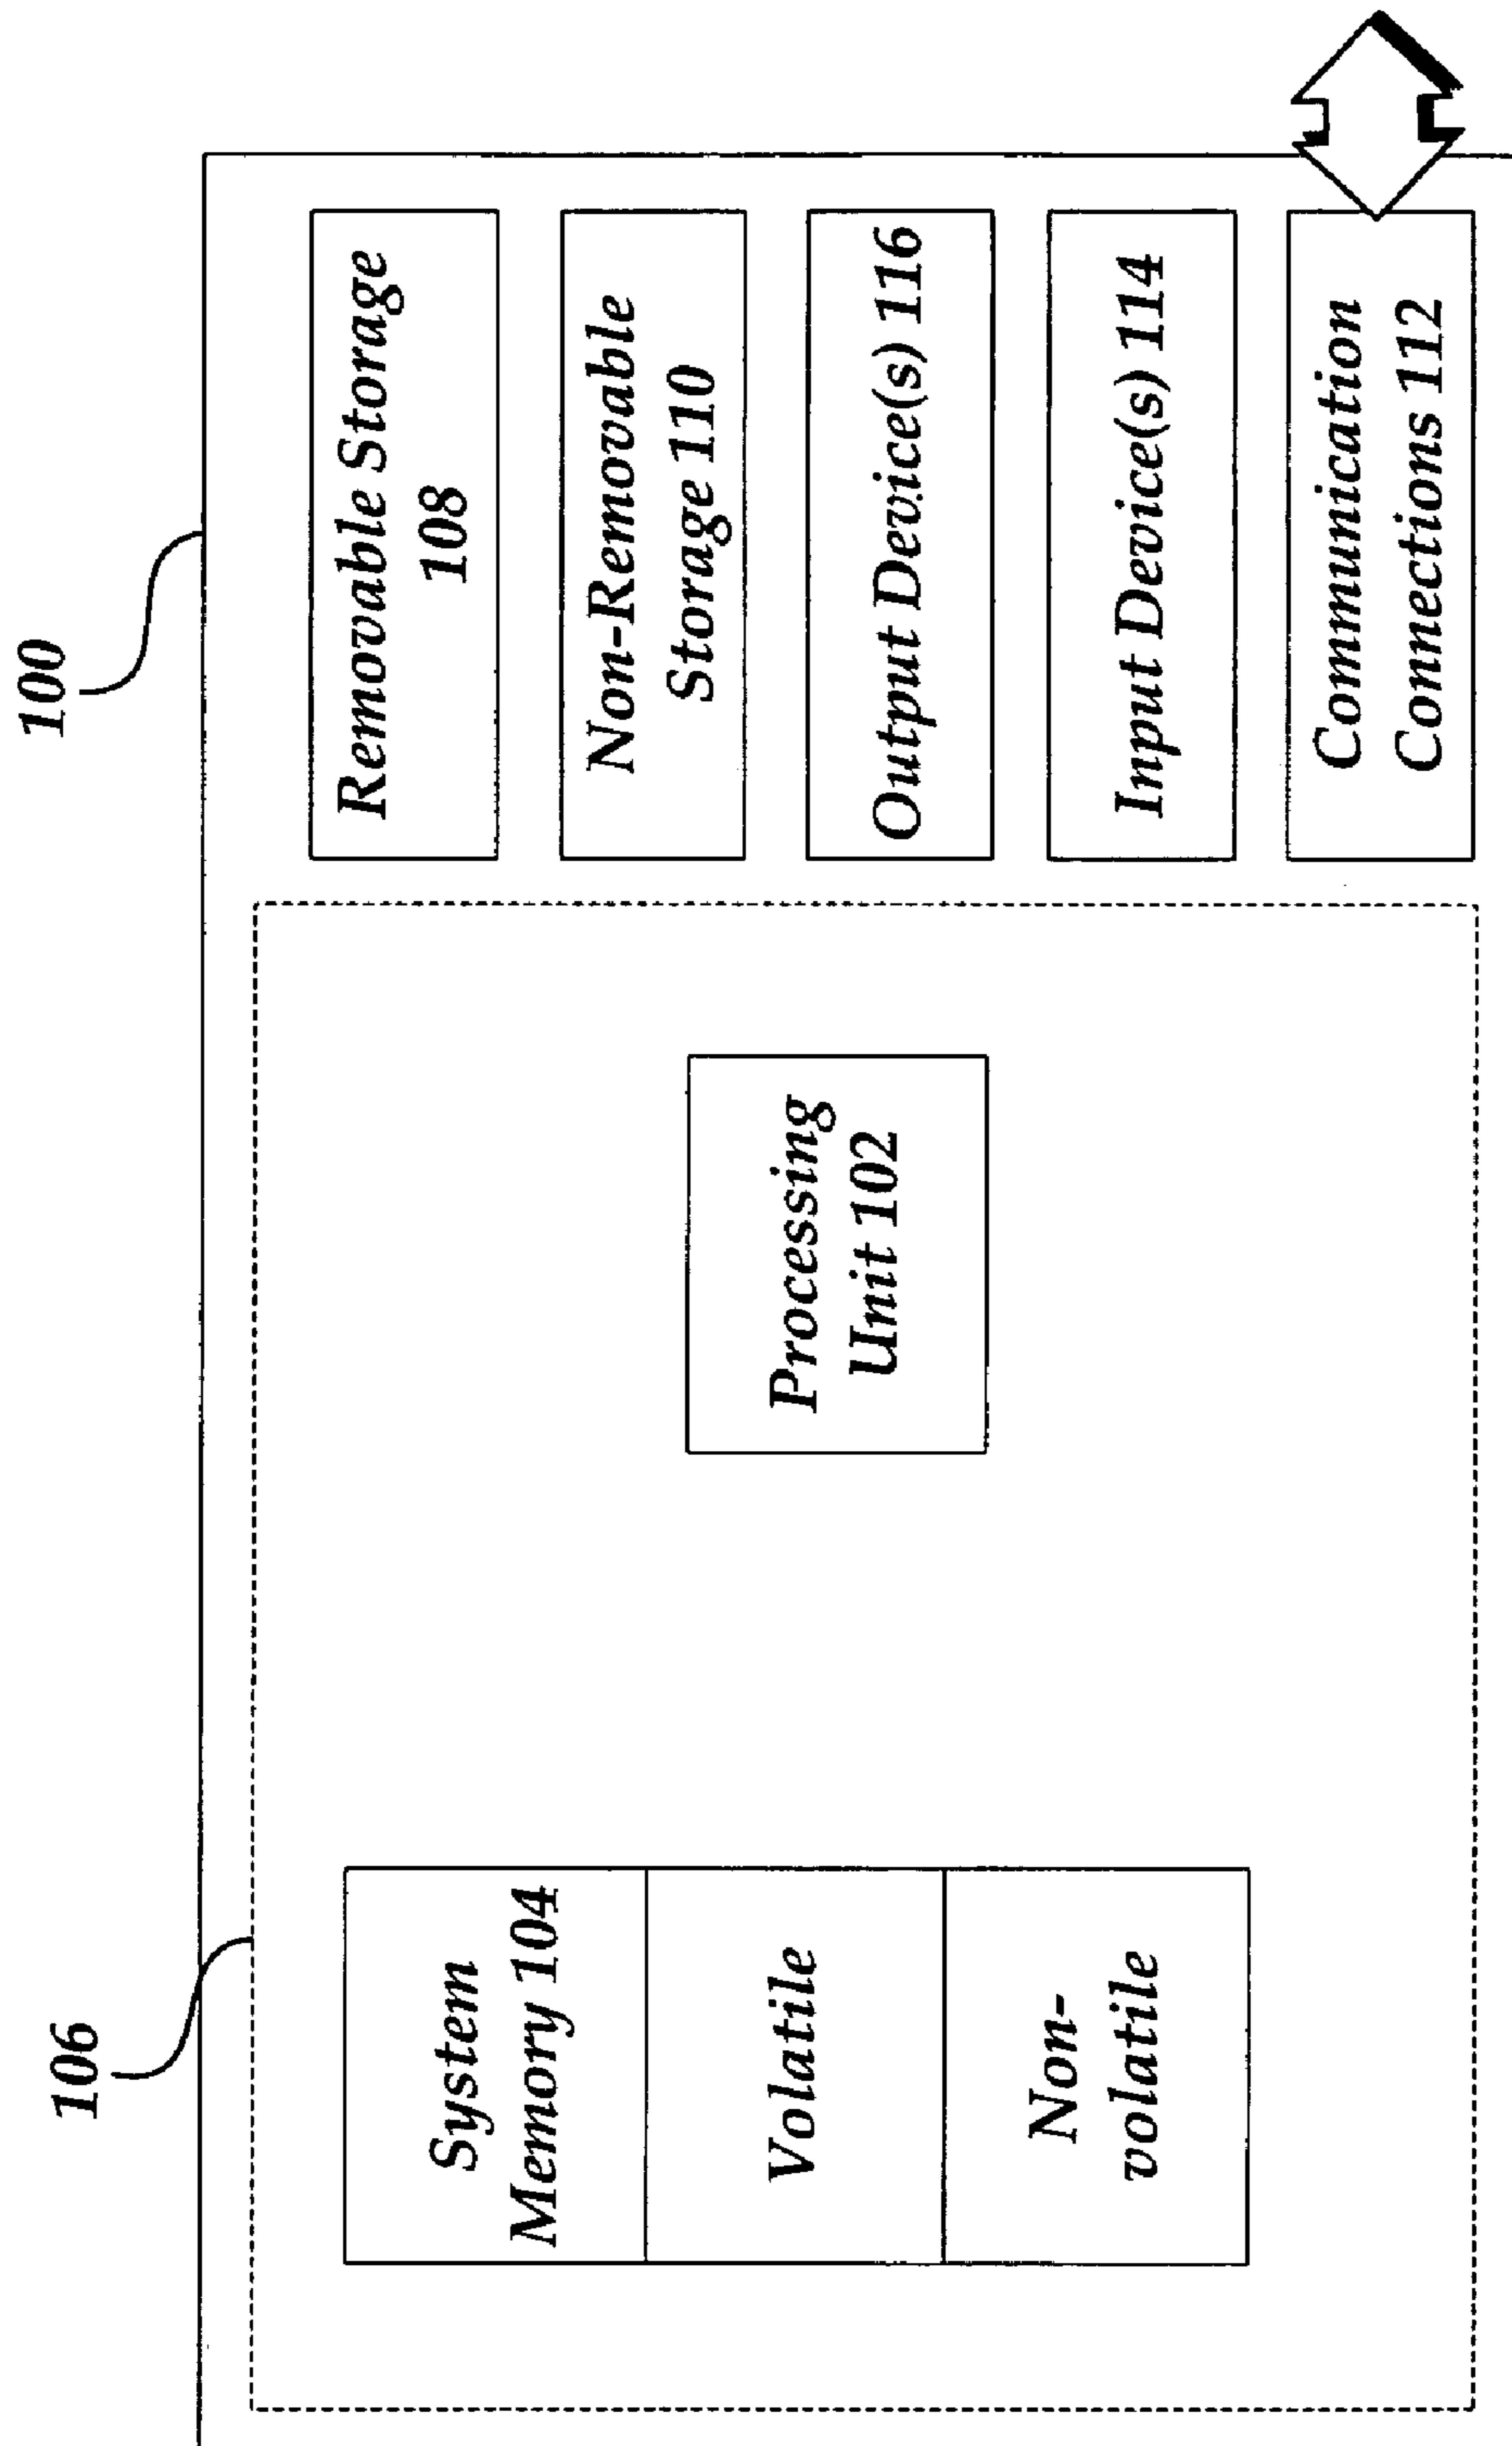 100
106
System
Memory 104
Volatile
Non-
volatile
Processing
Unit 102
Removable Storage
108
Non-Removable
Storage 110
Output Device(s) 116
Input Device(s) 114
Communication
Connections 112